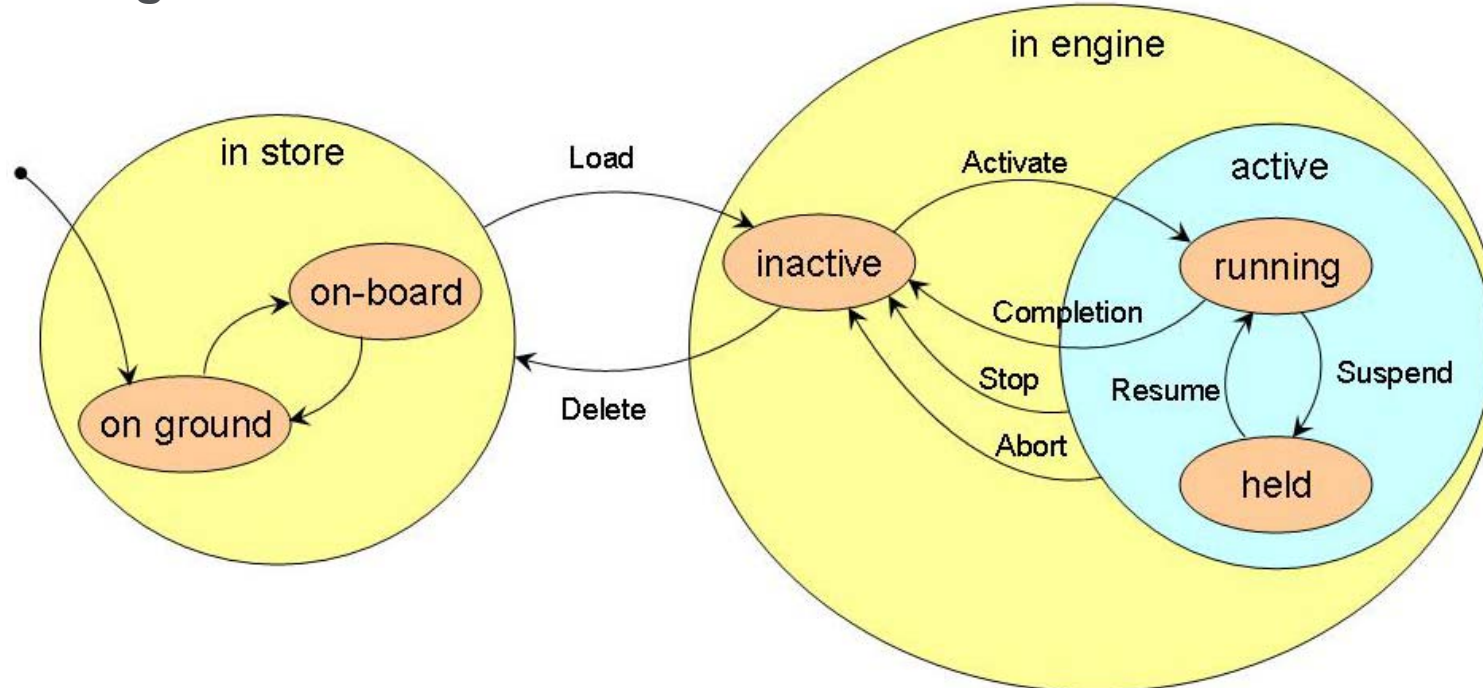 in engine
in store
Load
Activate
active
inactive
running
on-board
Completion
Stop
Resume
Suspend
Delete
on ground
Abort
held